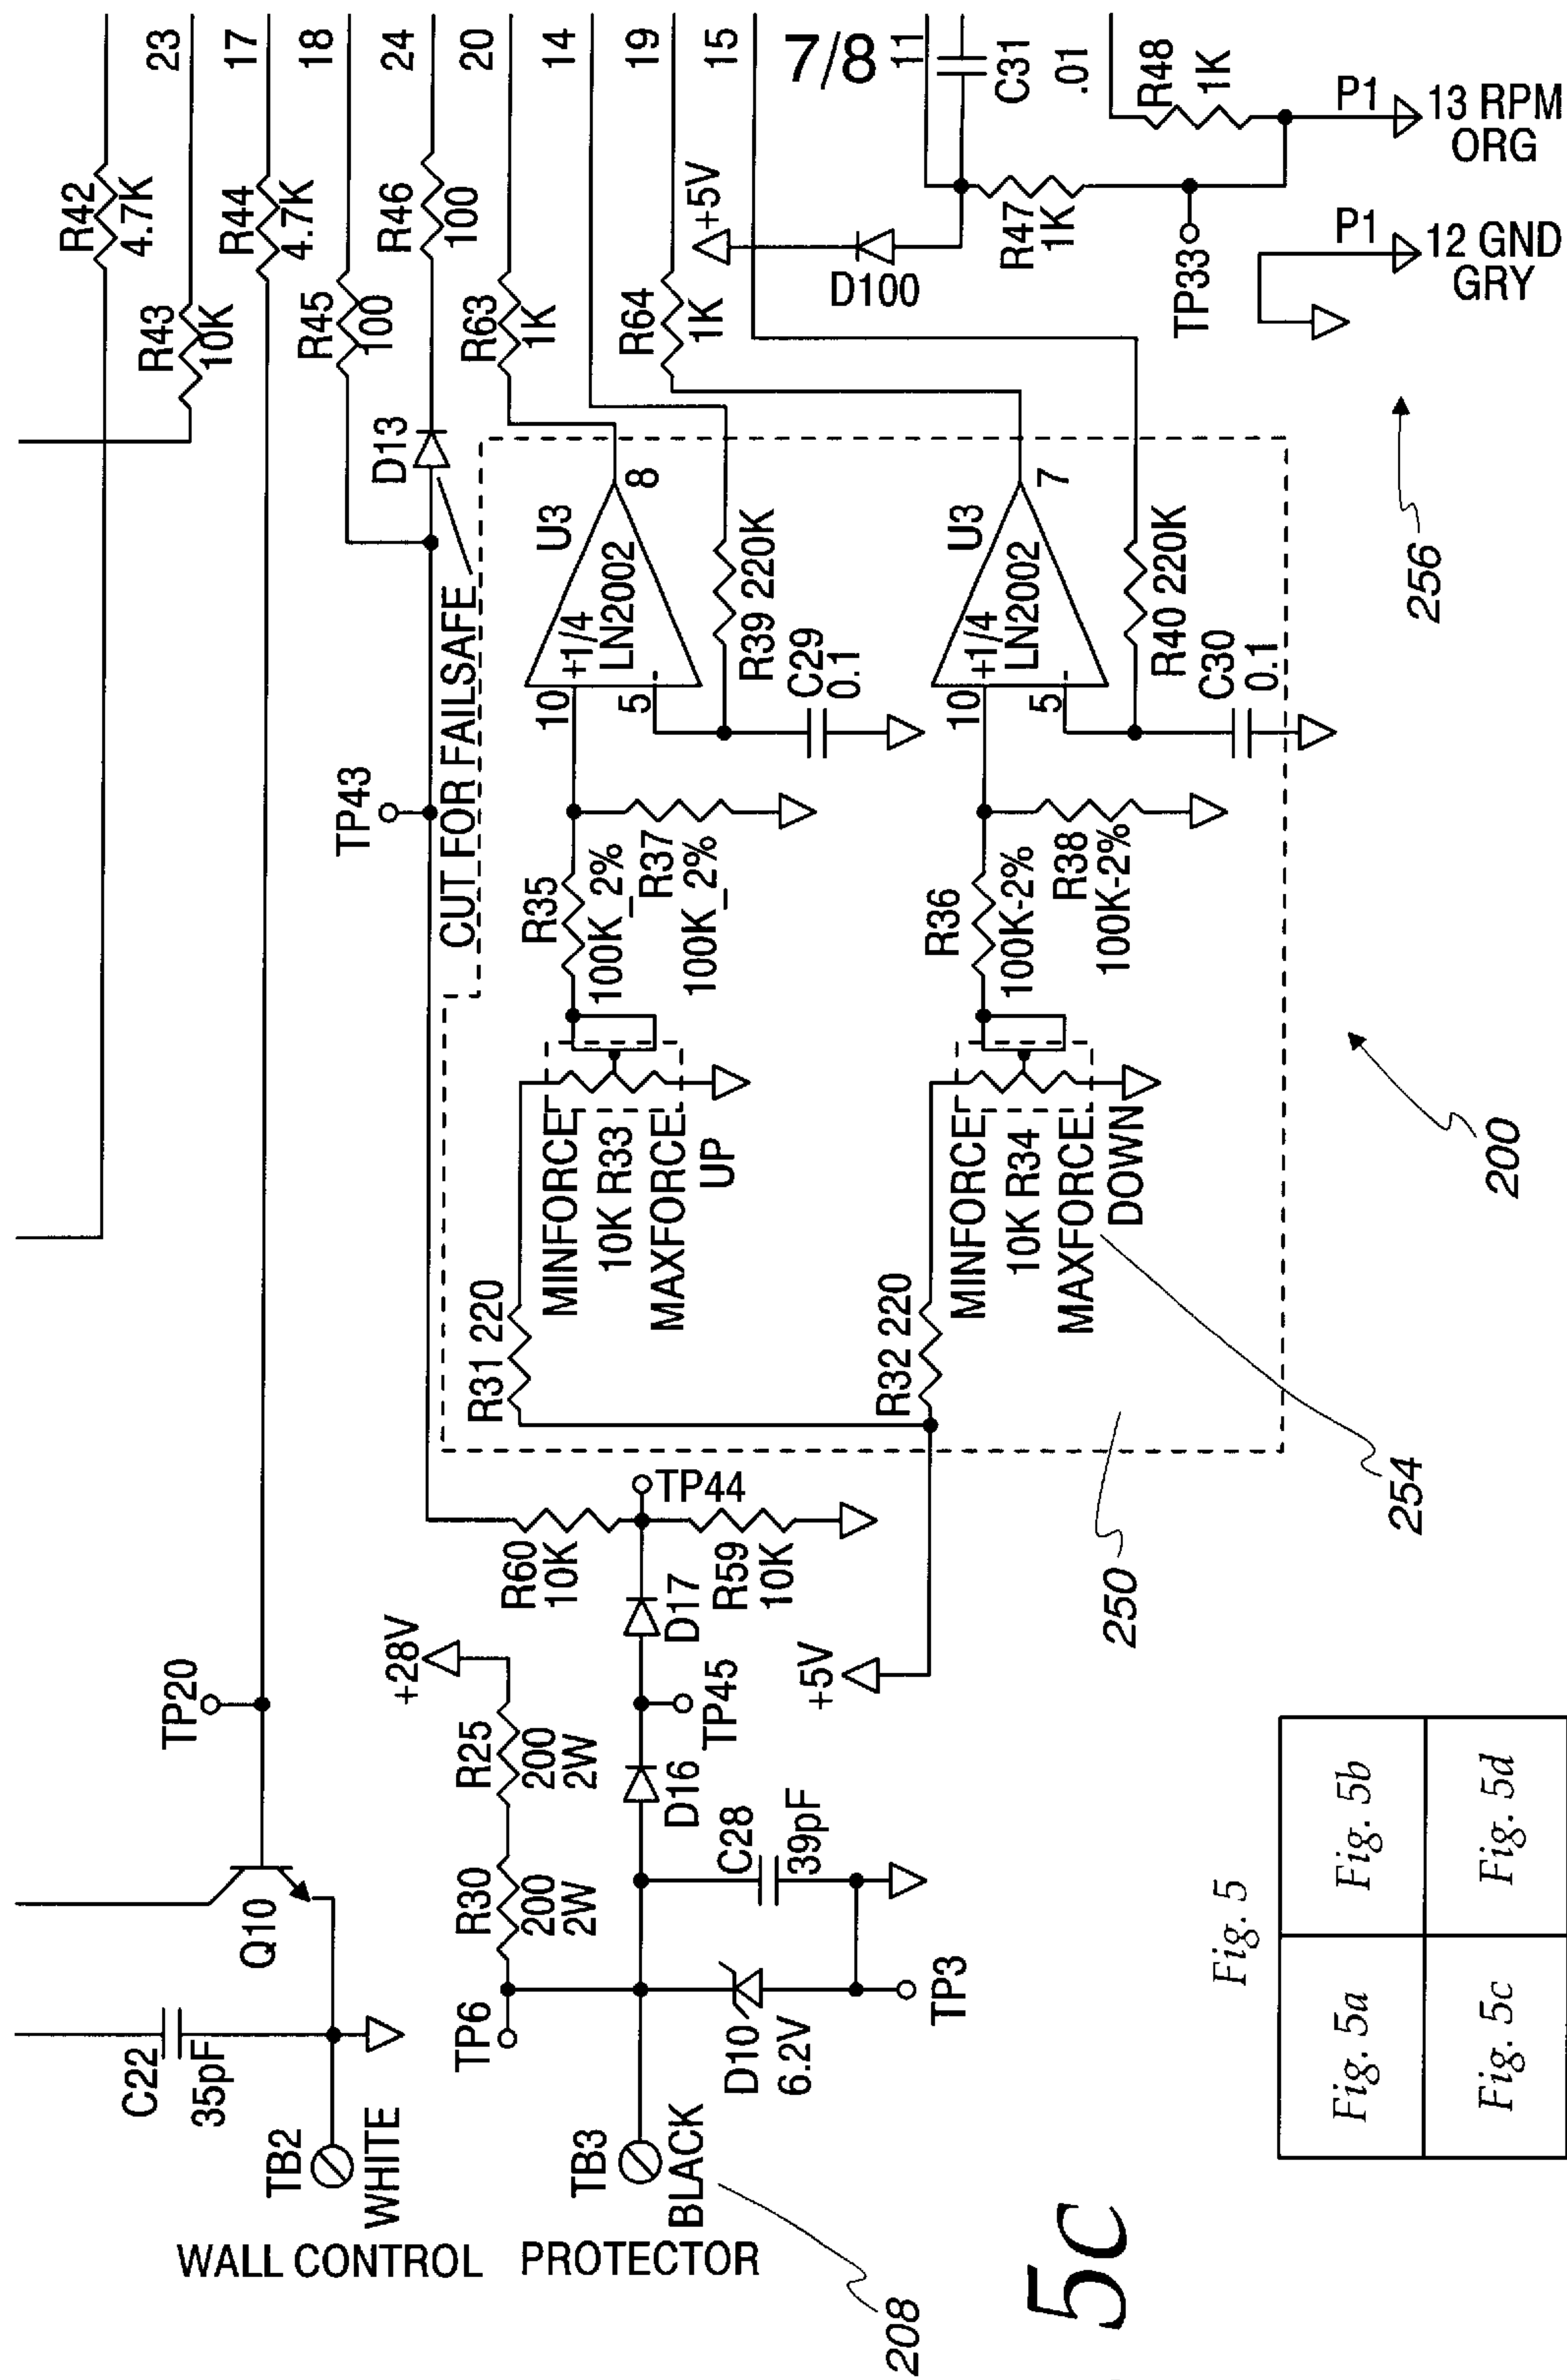 R42
4.7K
R43
10K
23
R44
4.7K
17
R45
100
18
R46
100
24
R63
1K
20
14
R64
1K
19
15
7/8
11
C31
.01
R48
1K
+5V
D100
R47
1K
TP33
P1
13 RPM
ORG
P1
12 GND
GRY
256
TP20
Q10
C22
35pF
TB2
WHITE
WALL CONTROL
TP43
D13
CUT FOR FAILSAFE
+28V
R25
200
2W
R30
200
2W
TP6
R60
10K
TP44
R59
10K
D17
TP45
D16
C28
39pF
D10
6.2V
TP3
TB3
BLACK
PROTECTOR
208
+5V
R31 220
MINFORCE
10K R33
MAXFORCE
UP
R35
100K_2%
R37
100K_2%
10
5
+1/4
LN2002
-
U3
8
R39 220K
C29
0.1
R32 220
MINFORCE
10K R34
MAXFORCE
DOWN
R36
100K-2%
R38
100K-2%
10
5
+1/4
LN2002
-
U3
7
R40 220K
C30
0.1
250
254
200
5c
Fig. 5
Fig. 5a
Fig. 5b
Fig. 5c
Fig. 5d